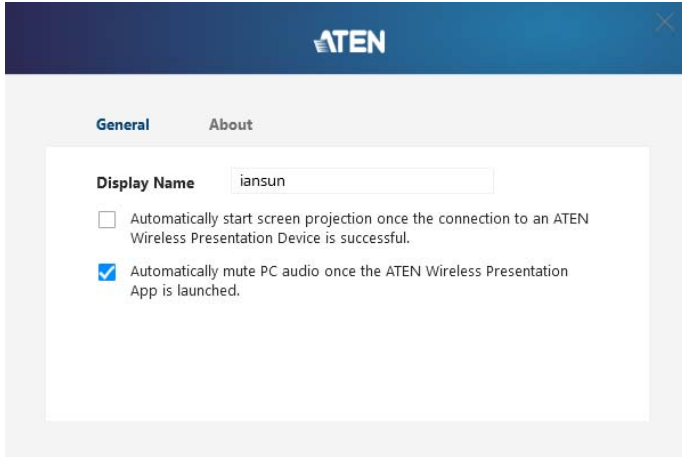 ATEN
General About
Display Name iansun
Automatically start screen projection once the connection to an ATEN
Wireless Presentation Device is successful.
Automatically mute PC audio once the ATEN Wireless Presentation
App is launched.